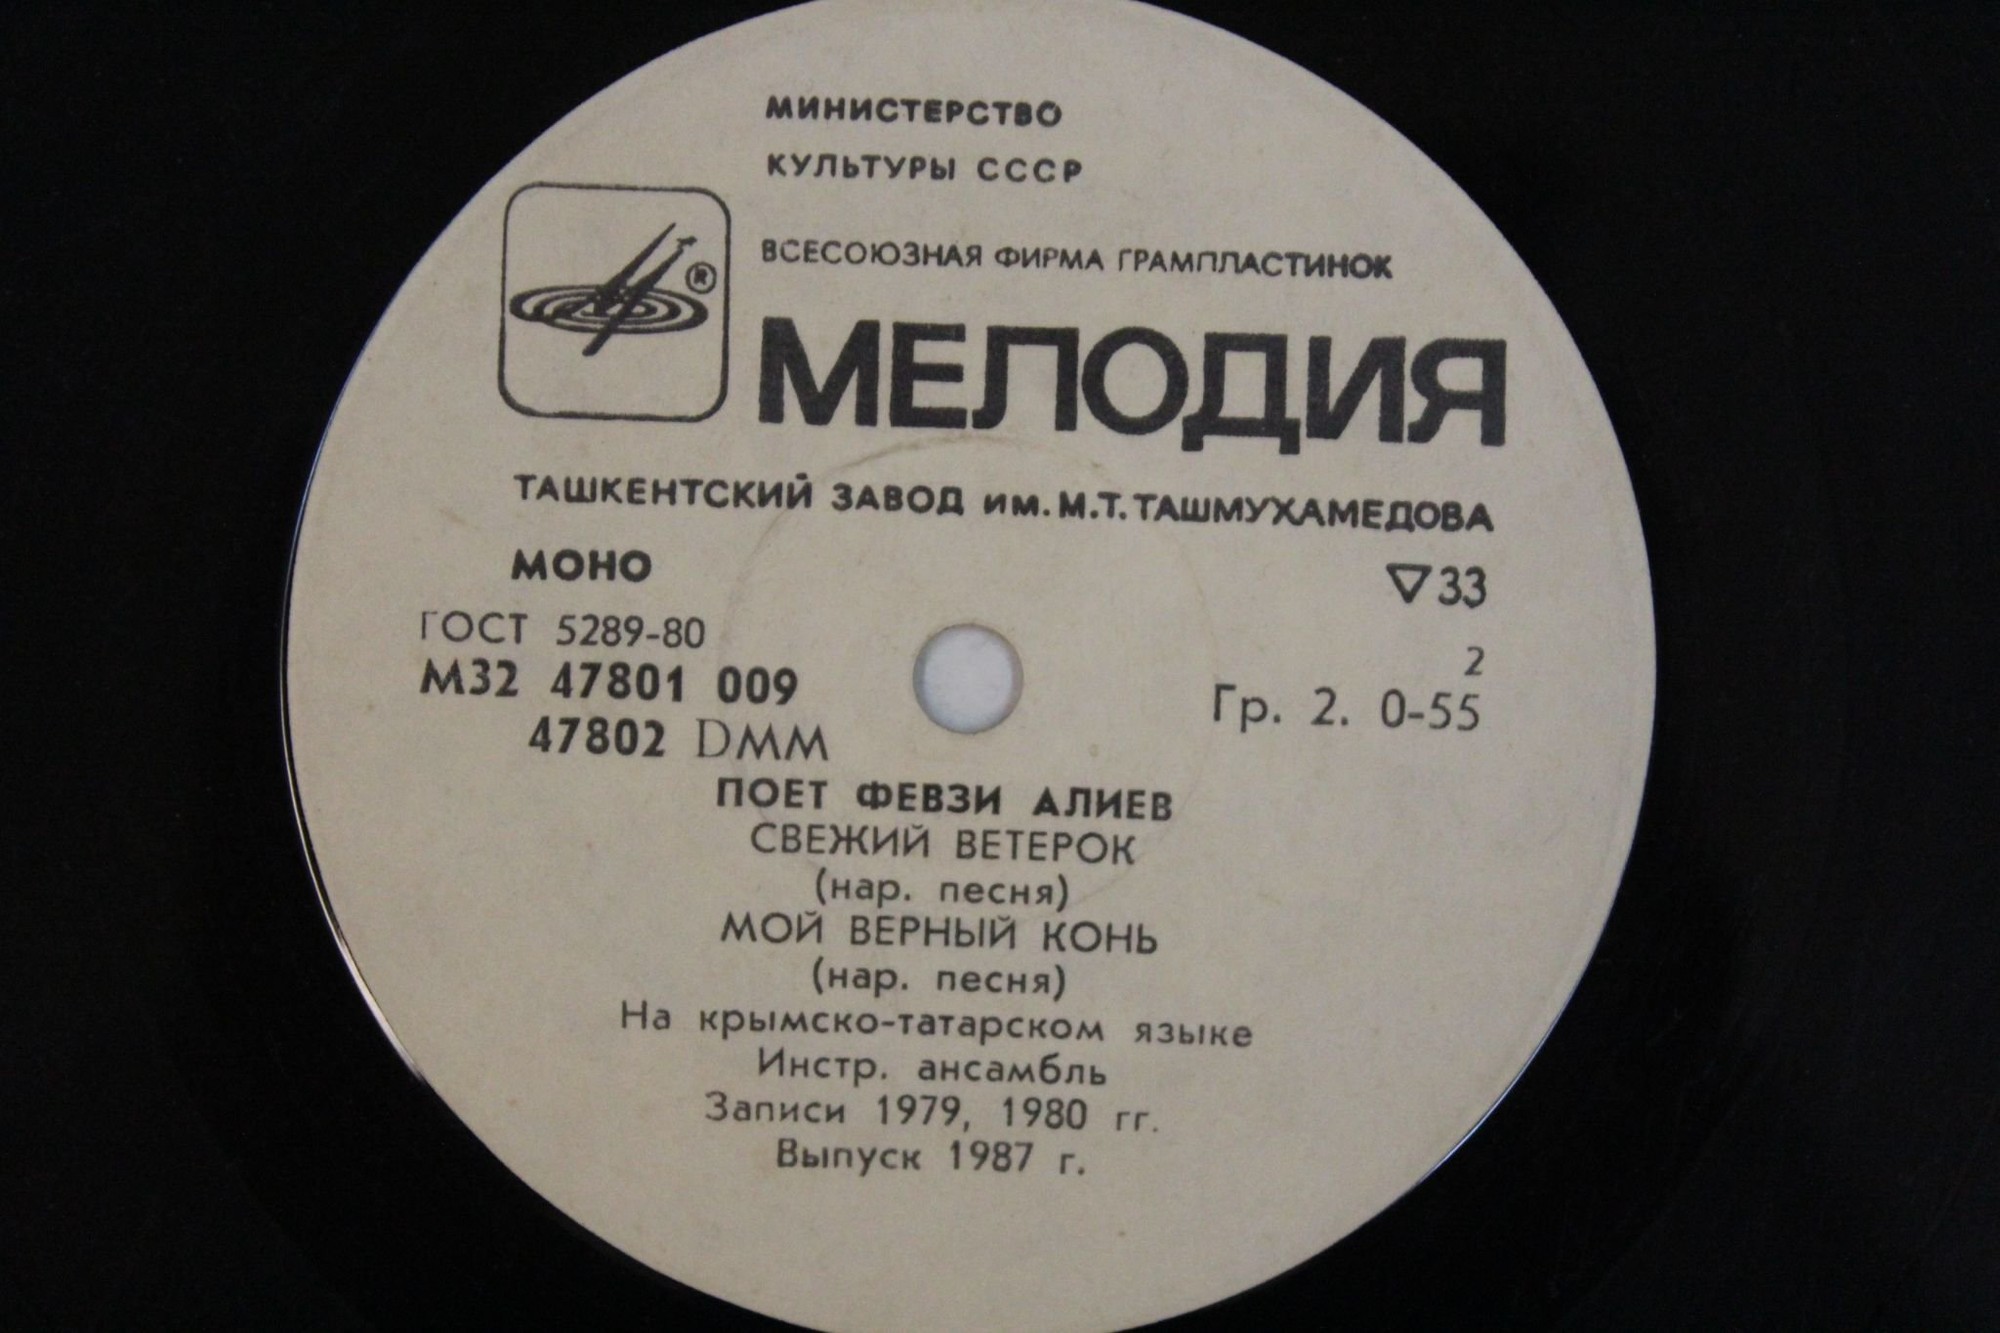 МИНИСТЕРСТВО
КУЛЬТУРЫ СССР
®
ВСЕСОЮЗНАЯ ФИРМА ГРАМПЛАСТИНОК
МЕЛОДИЯ
ТАШКЕНТСКИЙ ЗАВОД им. М.Т. ТАШМУХАМЕДОВА
МОНО ▽33
ГОСТ 5289-80
2
М32 47801 009
Гр. 2. 0-55
47802 DMM
ПОЕТ ФЕВЗИ АЛИЕВ
СВЕЖИЙ ВЕТЕРОК
(нар. песня)
МОЙ ВЕРНЫЙ КОНЬ
(нар. песня)
На крымско-татарском языке
Инстр. ансамбль
Записи 1979, 1980 гг.
Выпуск 1987 г.